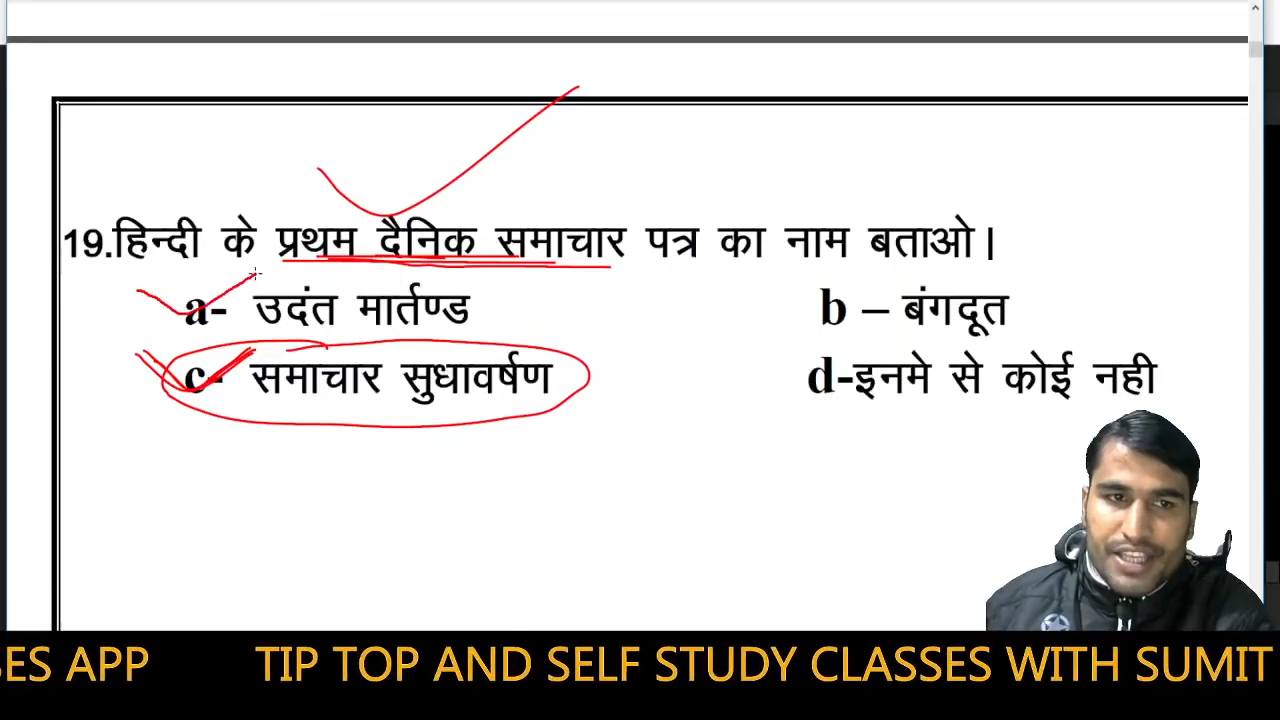 19.हिन्दी के प्रथम दैनिक समाचार पत्र का नाम बताओ।
a- उदंत मार्तण्ड b – बंगदूत
c- समाचार सुधावर्षण d-इनमे से कोई नही
SES APP TIP TOP AND SELF STUDY CLASSES WITH SUMIT